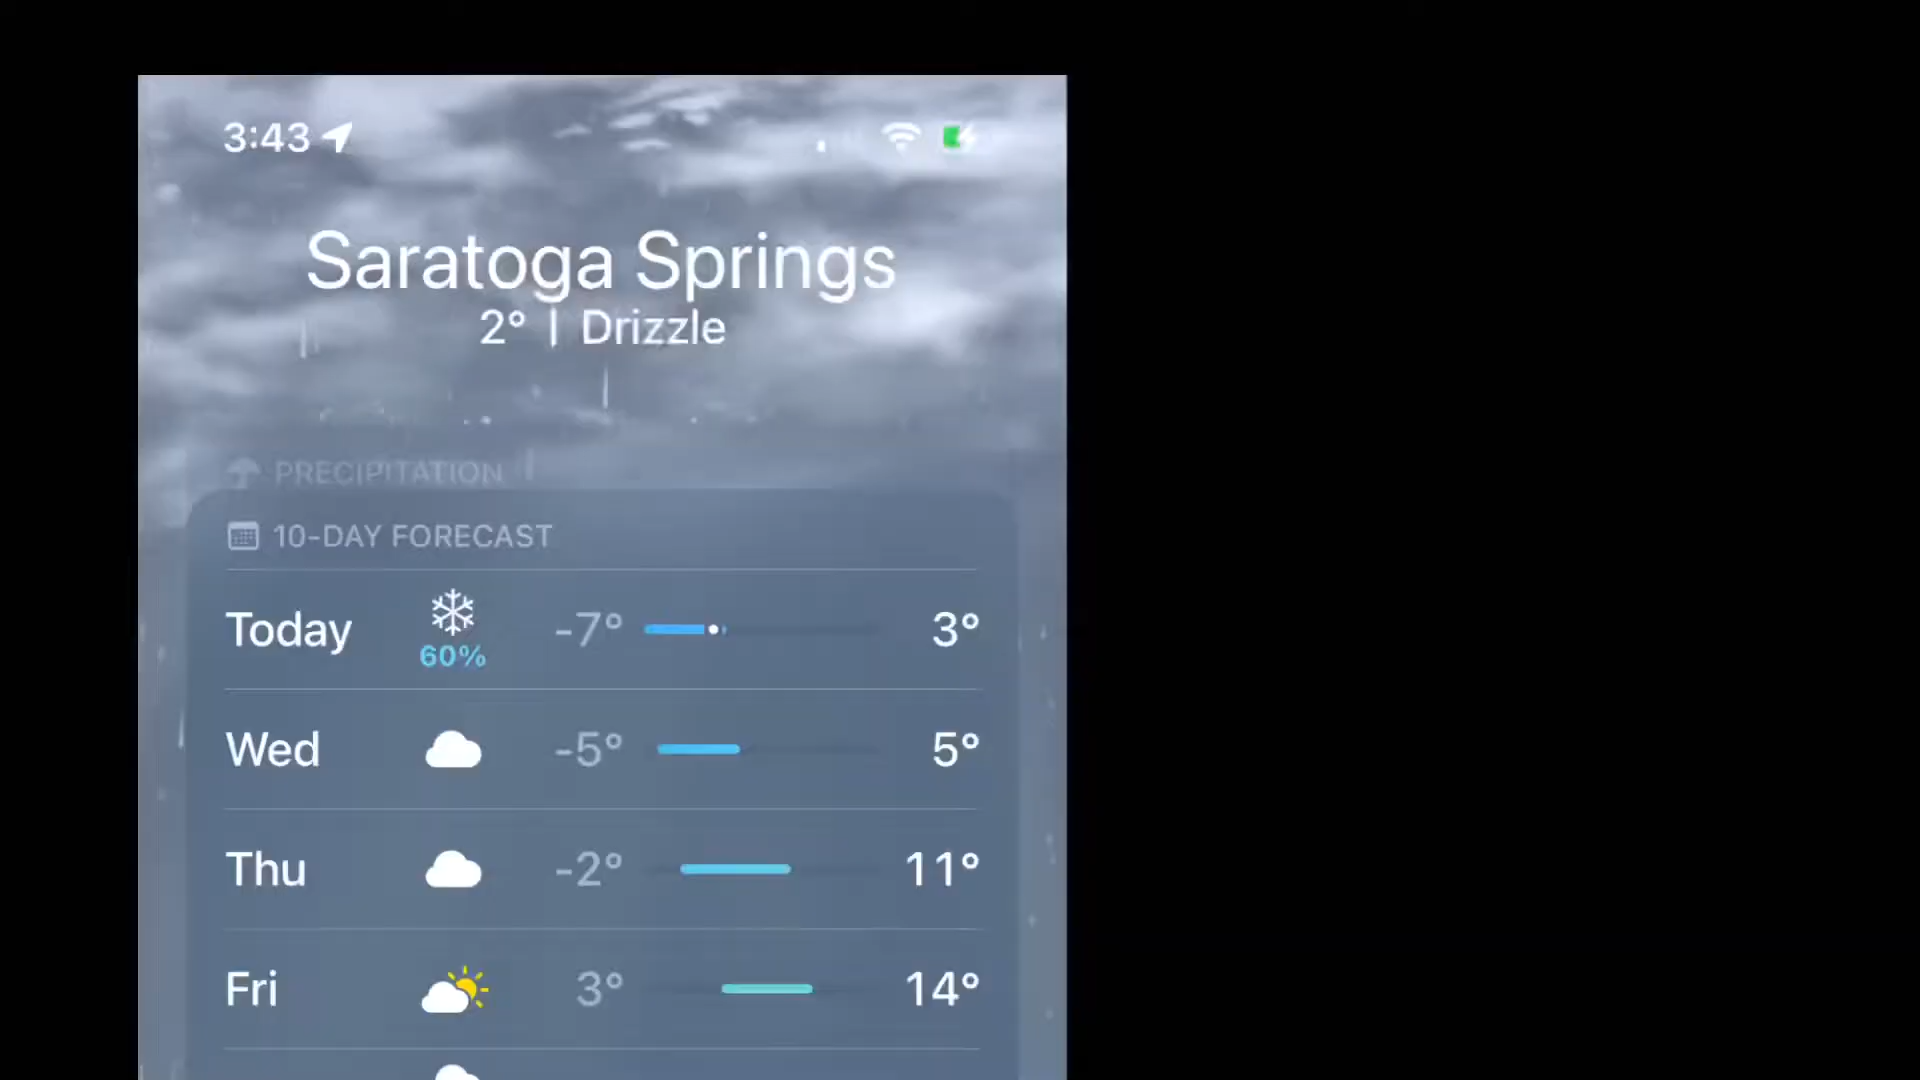 3:43
Saratoga Springs
2° | Drizzle
PRECIPITATION
10-DAY FORECAST
Today 60% -7° 3°
Wed -5° 5°
Thu -2° 11°
Fri 3° 14°